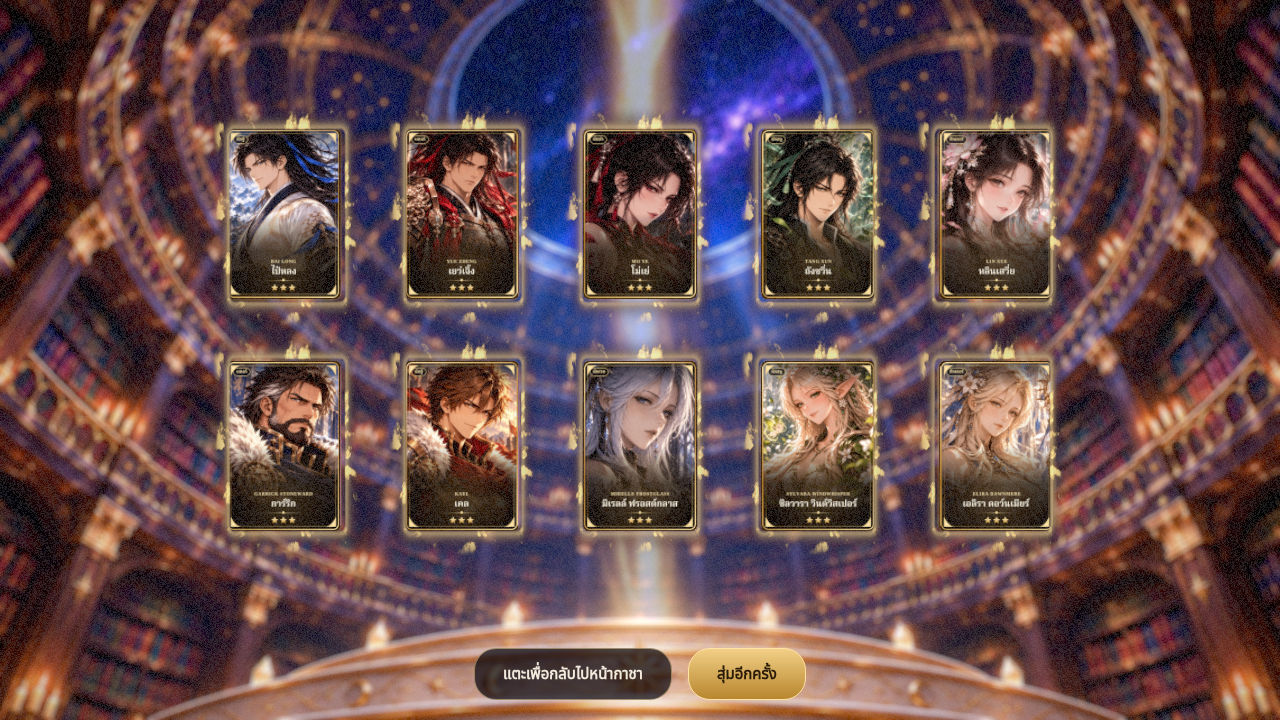 BAI LONG
ไป๋หลง
YUE ZHENG
เยว่เจิ้ง
MO YE
โม่เย่
TANG XUN
ถังซวิ่น
LIN XUE
หลินเสวี่ย
GARRICK STONEWARD
การ์ริก
KAEL
เคล
MIRELLE FROSTGLASS
มิเรลล์ ฟรอสต์กลาส
SYLVARA WINDWHISPER
ซิลวารา วินด์วิสเปอร์
ELIRA DAWNMERE
เอลิรา ดอว์นเมียร์
แตะเพื่อกลับไปหน้ากาชา
สุ่มอีกครั้ง